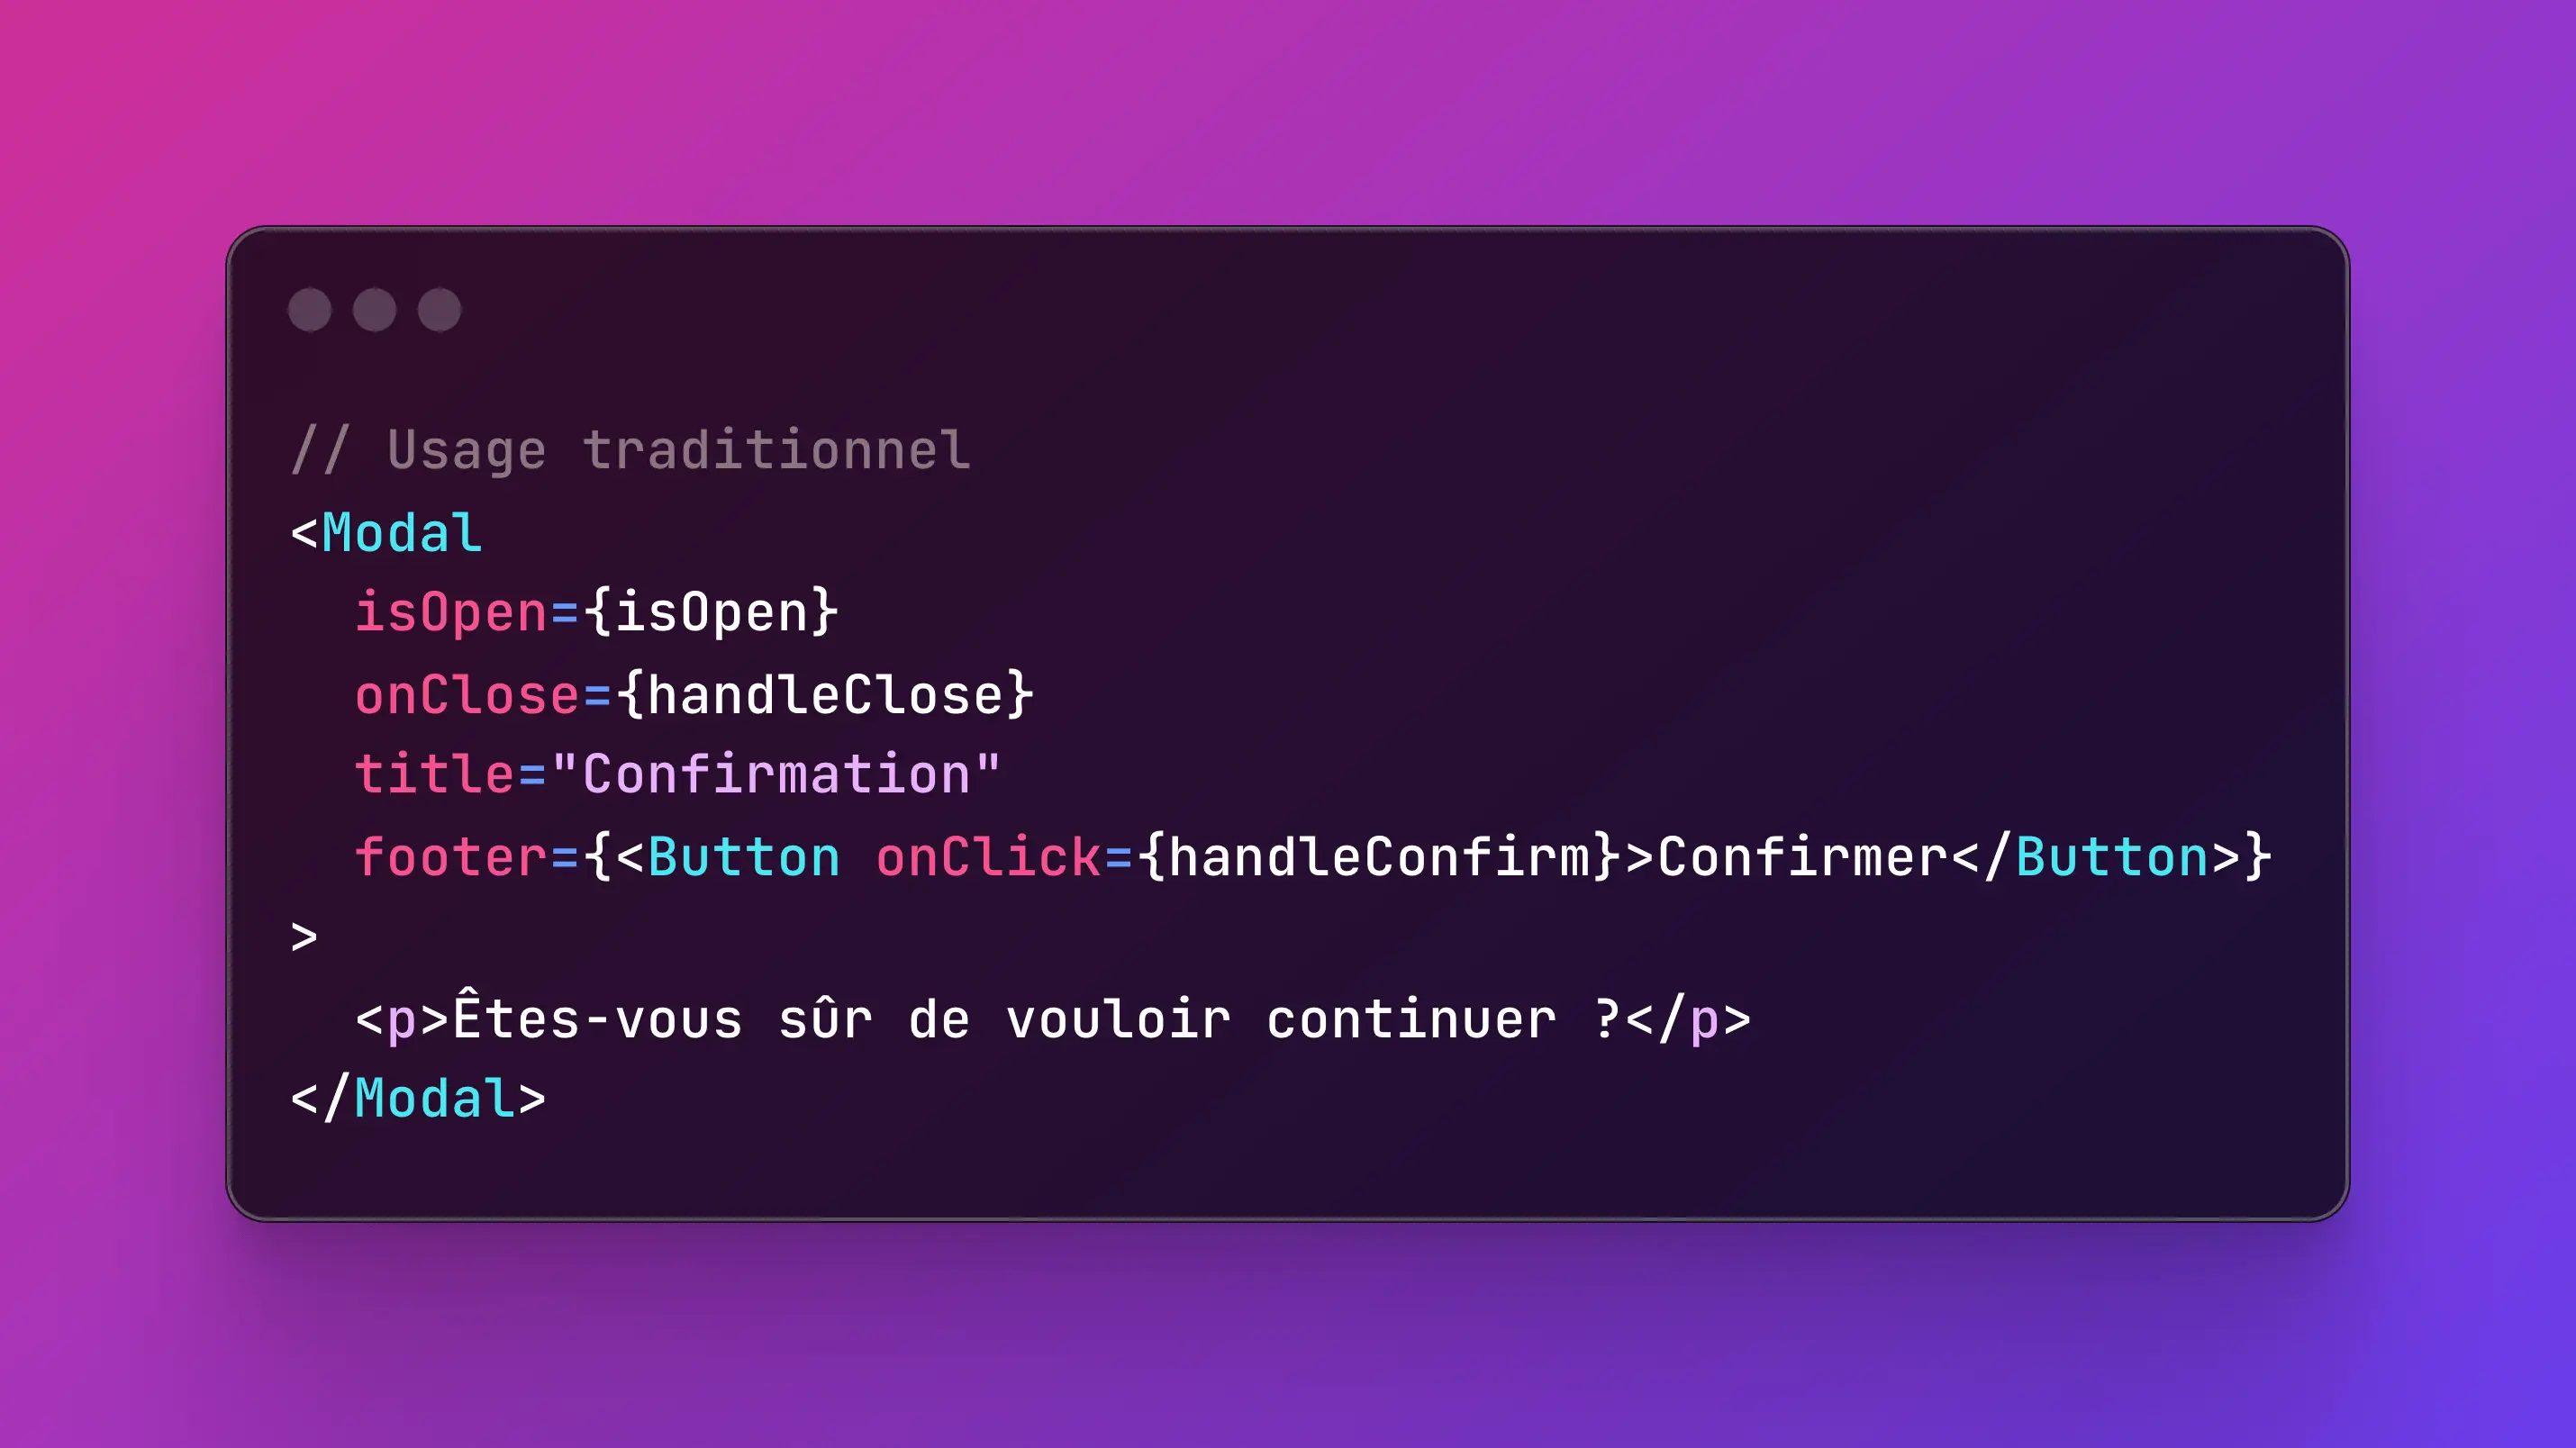 // Usage traditionnel
<Modal
  isOpen={isOpen}
  onClose={handleClose}
  title="Confirmation"
  footer={<Button onClick={handleConfirm}>Confirmer</Button>}
>
  <p>Êtes-vous sûr de vouloir continuer ?</p>
</Modal>